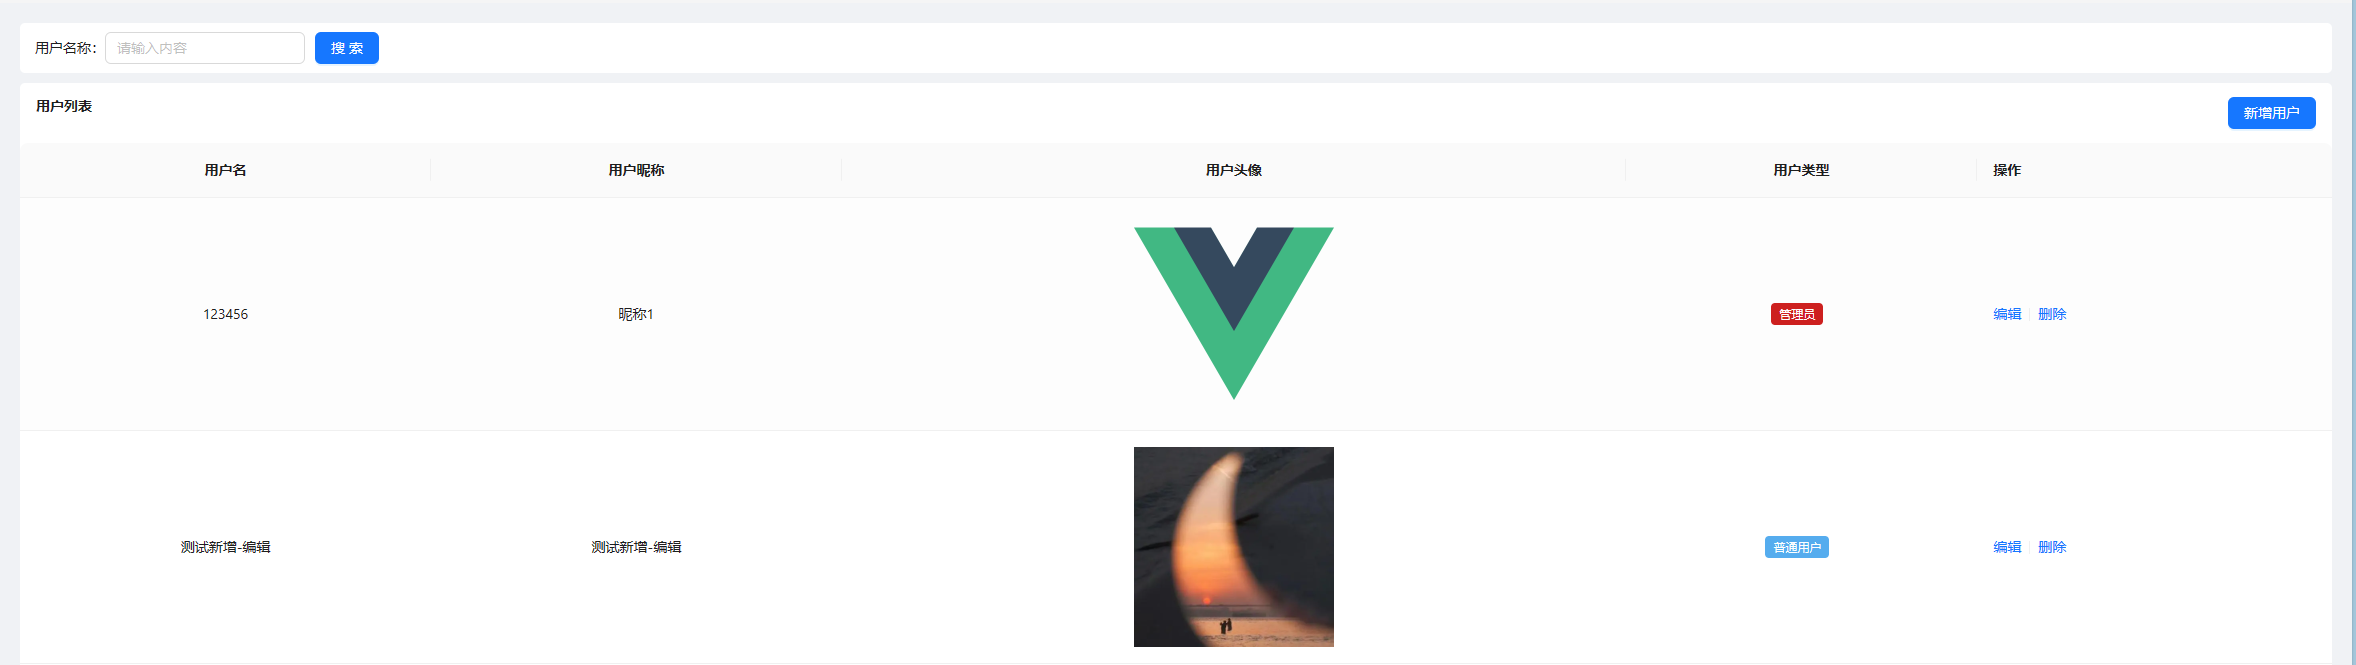 用户名称: 请输入内容 搜 索
用户列表
新增用户
用户名 用户昵称 用户头像 用户类型 操作
123456 昵称1 管理员 编辑 删除
测试新增-编辑 测试新增-编辑 普通用户 编辑 删除